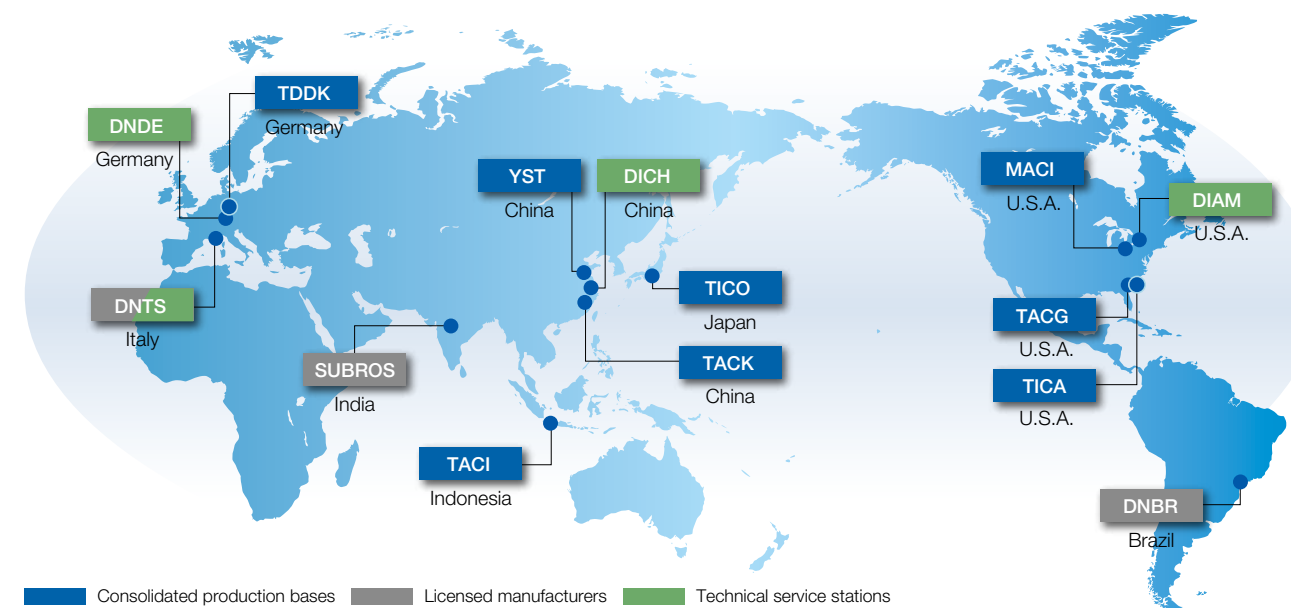 TDDK
Germany
DNDE
Germany
YST
China
DICH
China
MACI
U.S.A.
DIAM
U.S.A.
DNTS
Italy
TICO
Japan
TACG
U.S.A.
SUBROS
India
TACK
China
TICA
U.S.A.
TACI
Indonesia
DNBR
Brazil
Consolidated production bases
Licensed manufacturers
Technical service stations